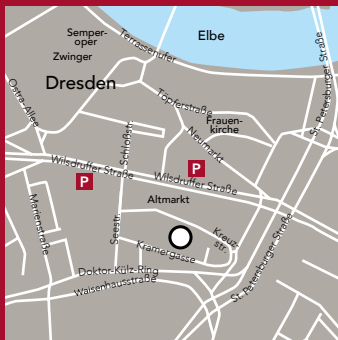 Semper-
oper
Elbe
Terrassenufer
Zwinger
St. Petersburger Straße
Dresden
Ostra-Allee
Töpferstraße
Frauen-
kirche
Neumarkt
Schloßstr.
Wilsdruffer Straße
P
P
Wilsdruffer Straße
Marienstraße
Altmarkt
Seestr.
Kreuz-
str.
Kramergasse
St. Petersburger Straße
Doktor-Külz-Ring
Waisenhausstraße